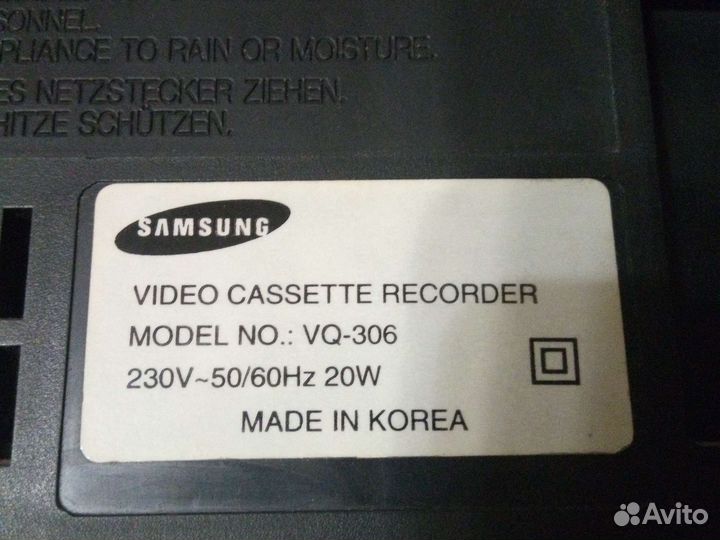 SONNEL.
PLIANCE TO RAIN OR MOISTURE.
ES NETZSTECKER ZIEHEN.
HITZE SCHÜTZEN.
SAMSUNG
VIDEO CASSETTE RECORDER
MODEL NO.: VQ-306
230V~50/60Hz 20W
MADE IN KOREA
Avito